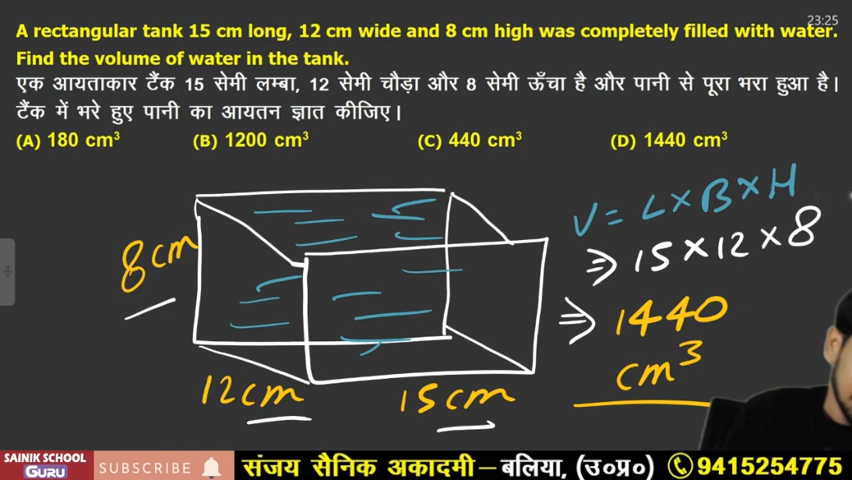 23:25
A rectangular tank 15 cm long, 12 cm wide and 8 cm high was completely filled with water.
Find the volume of water in the tank.
एक आयताकार टैंक 15 सेमी लम्बा, 12 सेमी चौड़ा और 8 सेमी ऊँचा है और पानी से पूरा भरा हुआ है।
टैंक में भरे हुए पानी का आयतन ज्ञात कीजिए।
(A) 180 cm³ (B) 1200 cm³ (C) 440 cm³ (D) 1440 cm³
V = L × B × H
⇒ 15 × 12 × 8
⇒ 1440
cm³
8cm
12cm
15cm
SAINIK SCHOOL
GURU
SUBSCRIBE
संजय सैनिक अकादमी – बलिया, (उ०प्र०) 9415254775